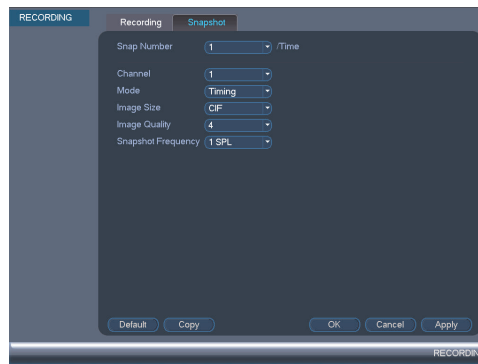 RECORDING
Recording Snapshot
Snap Number 1 /Time
Channel 1
Mode Timing
Image Size CIF
Image Quality 4
Snapshot Frequency 1 SPL
Default Copy OK Cancel Apply
RECORDIN